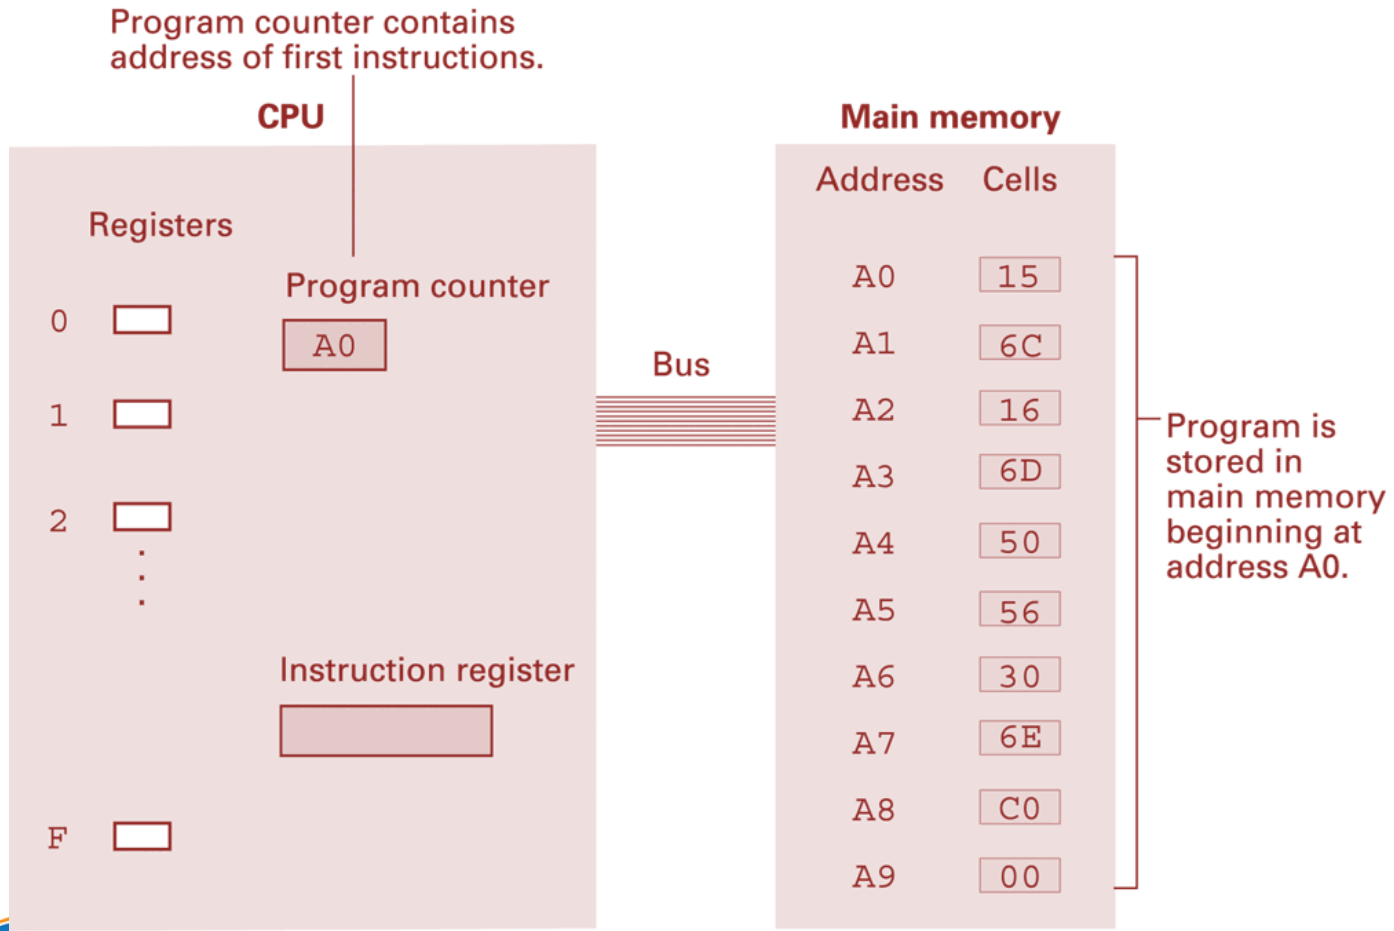 Program counter contains
address of first instructions.
CPU
Main memory
Address Cells
Registers
Program counter
A0
0
1
2
F
Instruction register
Bus
A0 15
A1 6C
A2 16
A3 6D
A4 50
A5 56
A6 30
A7 6E
A8 C0
A9 00
Program is
stored in
main memory
beginning at
address A0.